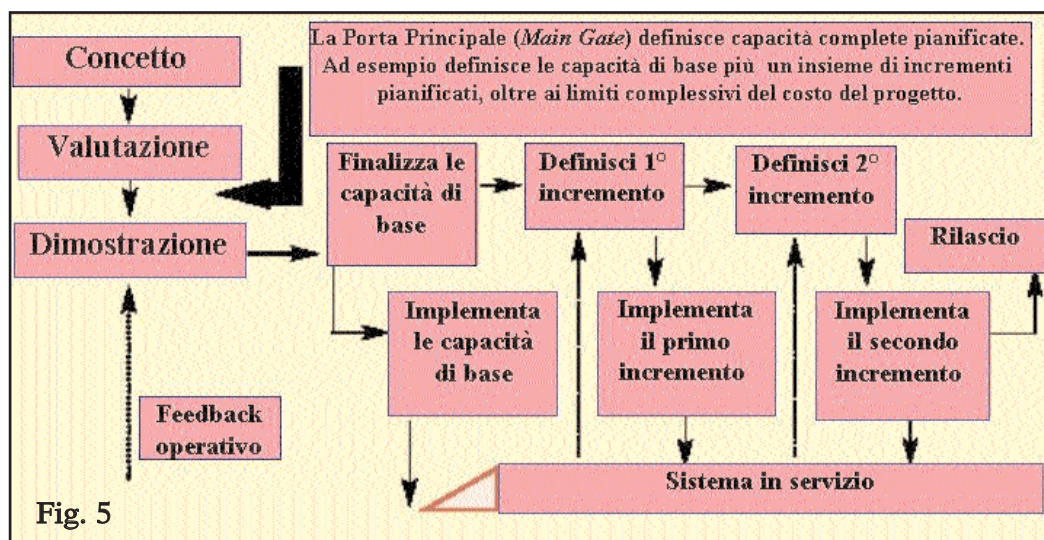 La Porta Principale (Main Gate) definisce capacità complete pianificate.
Ad esempio definisce le capacità di base più un insieme di incrementi
pianificati, oltre ai limiti complessivi del costo del progetto.
Concetto
Valutazione
Dimostrazione
Finalizza le
capacità di
base
Definisci 1°
incremento
Definisci 2°
incremento
Rilascio
Implementa
le capacità
di base
Implementa
il primo
incremento
Implementa
il secondo
incremento
Feedback
operativo
Sistema in servizio
Fig. 5